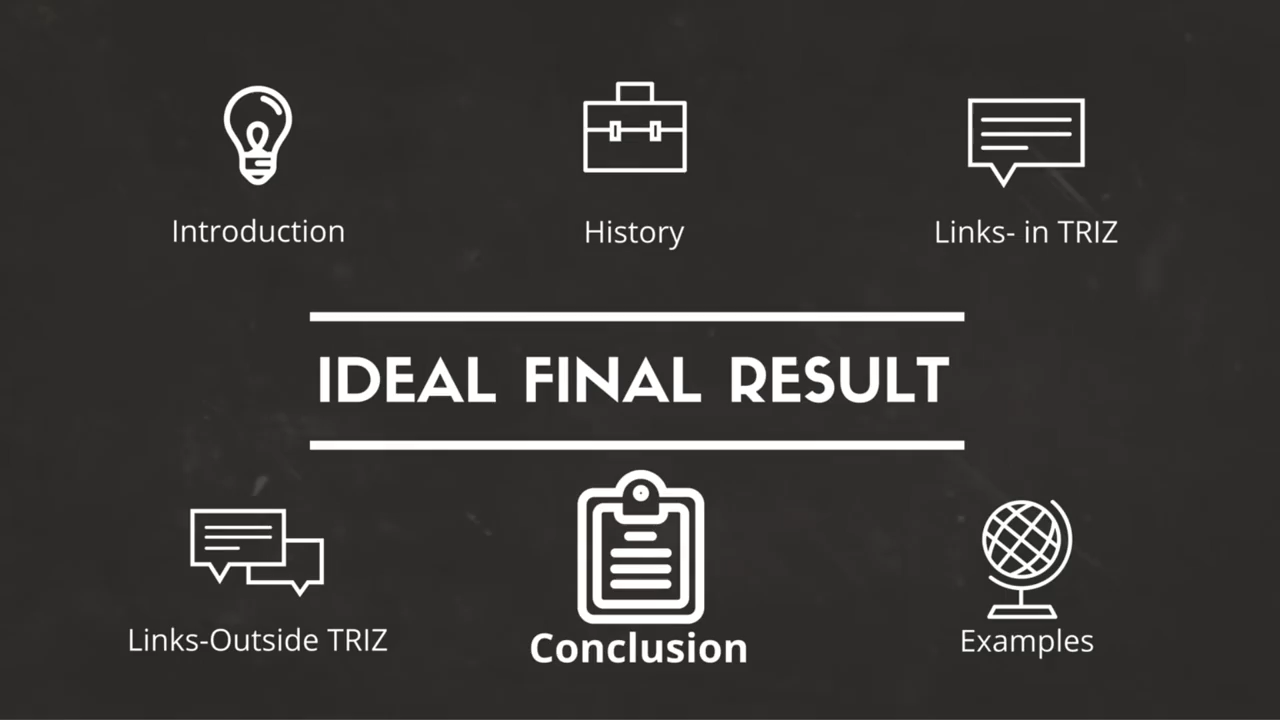 Introduction
History
Links- in TRIZ
IDEAL FINAL RESULT
Links-Outside TRIZ
Conclusion
Examples